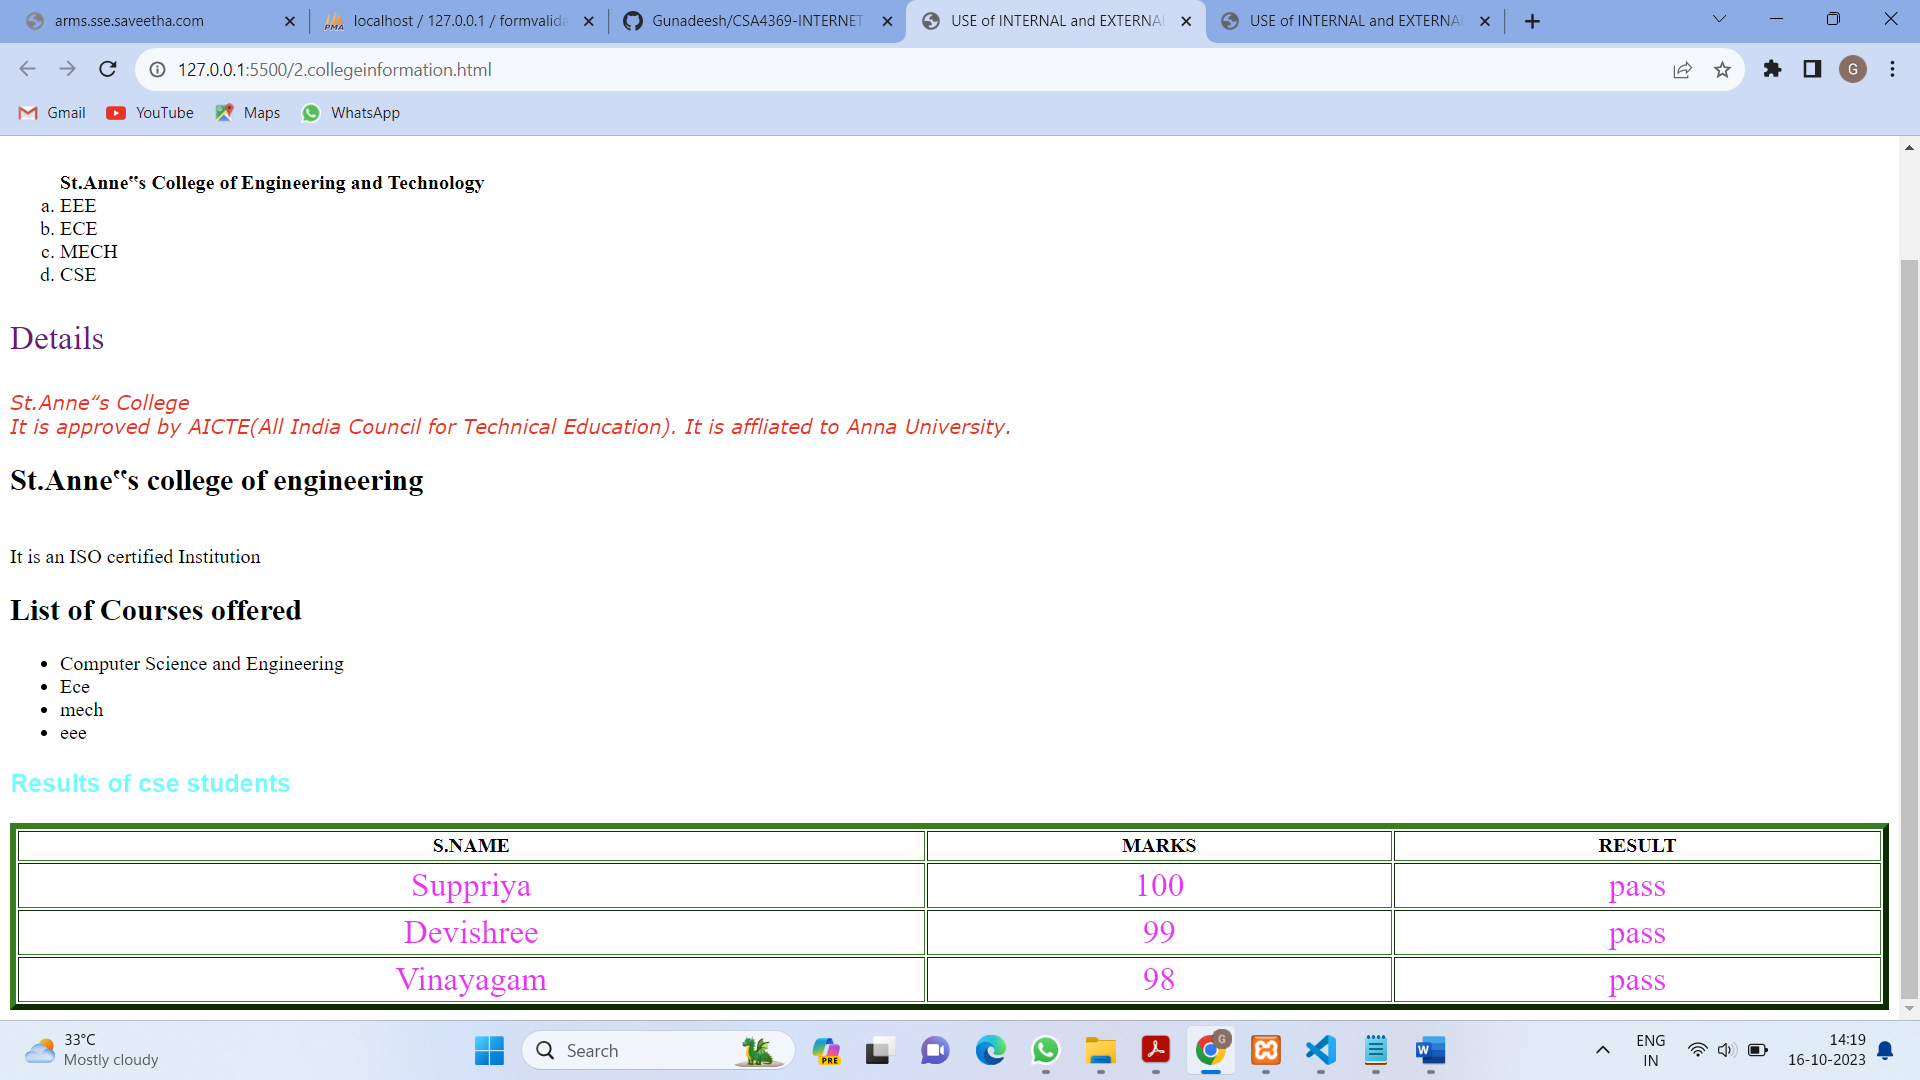 arms.sse.saveetha.com
localhost / 127.0.0.1 / formvalida
Gunadeesh/CSA4369-INTERNET
USE of INTERNAL and EXTERNAL
USE of INTERNAL and EXTERNAL
127.0.0.1:5500/2.collegeinformation.html
G
Gmail
YouTube
Maps
WhatsApp
St.Anne‟s College of Engineering and Technology
a. EEE
b. ECE
c. MECH
d. CSE
Details
St.Anne‟s College
It is approved by AICTE(All India Council for Technical Education). It is affliated to Anna University.
St.Anne‟s college of engineering
It is an ISO certified Institution
List of Courses offered
• Computer Science and Engineering
• Ece
• mech
• eee
Results of cse students
S.NAME MARKS RESULT
Suppriya 100 pass
Devishree 99 pass
Vinayagam 98 pass
33°C
Mostly cloudy
Search
PRE
G
ENG
IN
14:19
16-10-2023